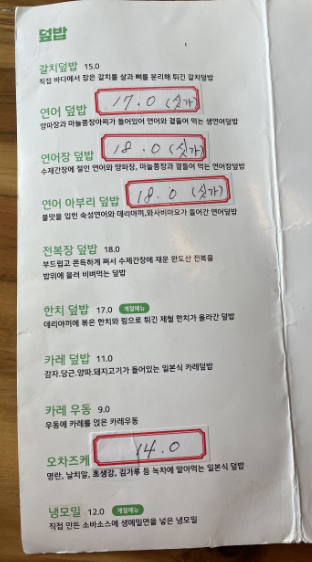 덮밥
갈치덮밥 15.0
직접 바다에서 잡은 갈치를 살과 뼈를 분리해 튀긴 갈치덮밥
연어 덮밥 17.0 (싯가)
양파장과 마늘쫑장아찌가 들어있어 연어와 곁들여 먹는 생연어덮밥
연어장 덮밥 18.0 (싯가)
수제간장에 절인 연어와 양파장, 마늘쫑장과 곁들여 먹는 연어장덮밥
연어 아부리 덮밥 18.0 (싯가)
불맛을 입힌 숙성연어와 데리야끼,와사비마요가 들어간 연어덮밥
전복장 덮밥 18.0
부드럽고 쫀득하게 쪄서 수제간장에 재운 완도산 전복을
밥위에 올려 비벼먹는 덮밥
한치 덮밥 17.0 계절메뉴
데리야끼에 볶은 한치와 링으로 튀긴 제철 한치가 올라간 덮밥
카레 덮밥 11.0
감자.당근.양파.돼지고기가 들어있는 일본식 카레덮밥
카레 우동 9.0
우동에 카레를 얹은 카레우동
오차즈케 14.0
명란, 날치알, 초생강, 김가루 등 녹차에 말아먹는 일본식 덮밥
냉모밀 12.0 계절메뉴
직접 만든 소바소스에 생메밀면을 넣은 냉모밀